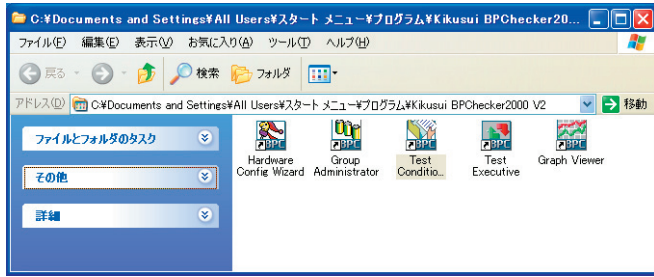 C:¥Documents and Settings¥All Users¥スタート メニュー¥プログラム¥Kikusui BPChecker20...
ファイル(F) 編集(E) 表示(V) お気に入り(A) ツール(T) ヘルプ(H)
戻る 検索 フォルダ
アドレス(D) C:¥Documents and Settings¥All Users¥スタート メニュー¥プログラム¥Kikusui BPChecker2000 V2 移動
ファイルとフォルダのタスク
その他
詳細
BPC BPC BPC BPC BPC
Hardware Config Wizard
Group Administrator
Test Conditio...
Test Executive
Graph Viewer